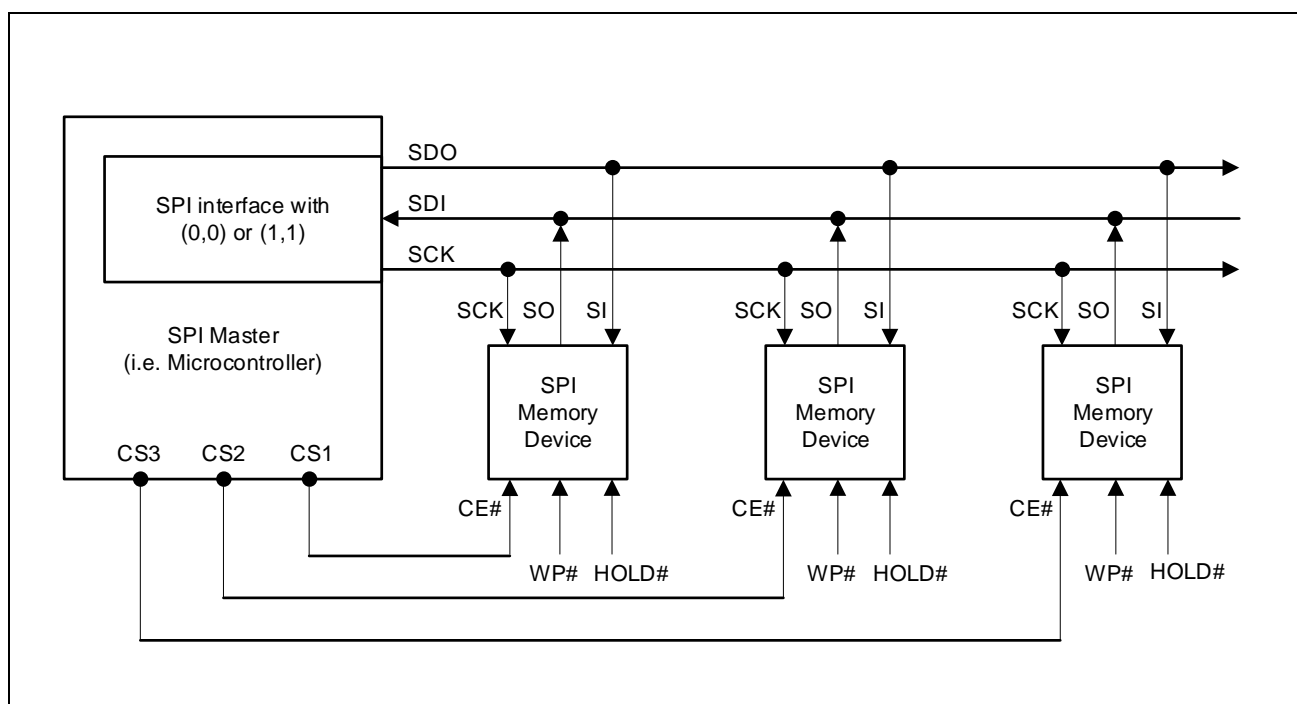 SDO
SPI interface with
(0,0) or (1,1)
SDI
SCK
SPI Master
(i.e. Microcontroller)
CS3 CS2 CS1
SCK SO SI
SPI
Memory
Device
CE#
WP# HOLD#
SCK SO SI
SPI
Memory
Device
CE#
WP# HOLD#
SCK SO SI
SPI
Memory
Device
CE#
WP# HOLD#